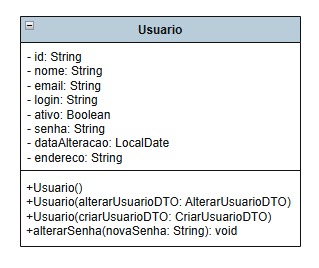 Usuario
- id: String
- nome: String
- email: String
- login: String
- ativo: Boolean
- senha: String
- dataAlteracao: LocalDate
- endereco: String
+Usuario()
+Usuario(alterarUsuarioDTO: AlterarUsuarioDTO)
+Usuario(criarUsuarioDTO: CriarUsuarioDTO)
+alterarSenha(novaSenha: String): void